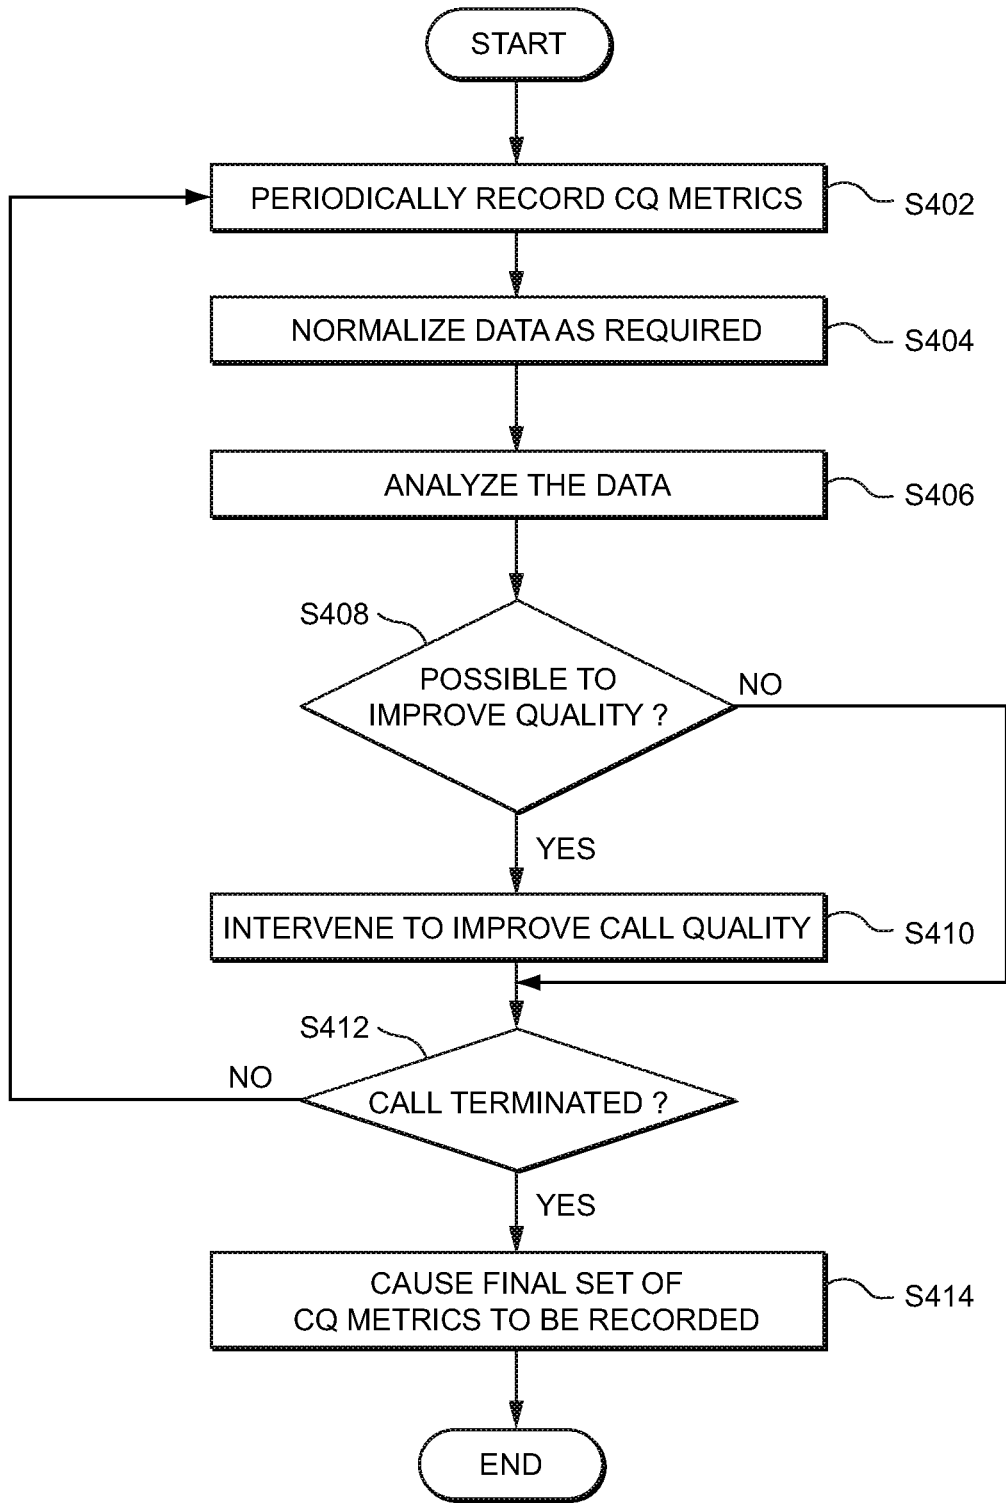 START
PERIODICALLY RECORD CQ METRICS
S402
NORMALIZE DATA AS REQUIRED
S404
ANALYZE THE DATA
S406
S408
POSSIBLE TO
IMPROVE QUALITY ?
NO
YES
INTERVENE TO IMPROVE CALL QUALITY
S410
S412
NO
CALL TERMINATED ?
YES
CAUSE FINAL SET OF
CQ METRICS TO BE RECORDED
S414
END